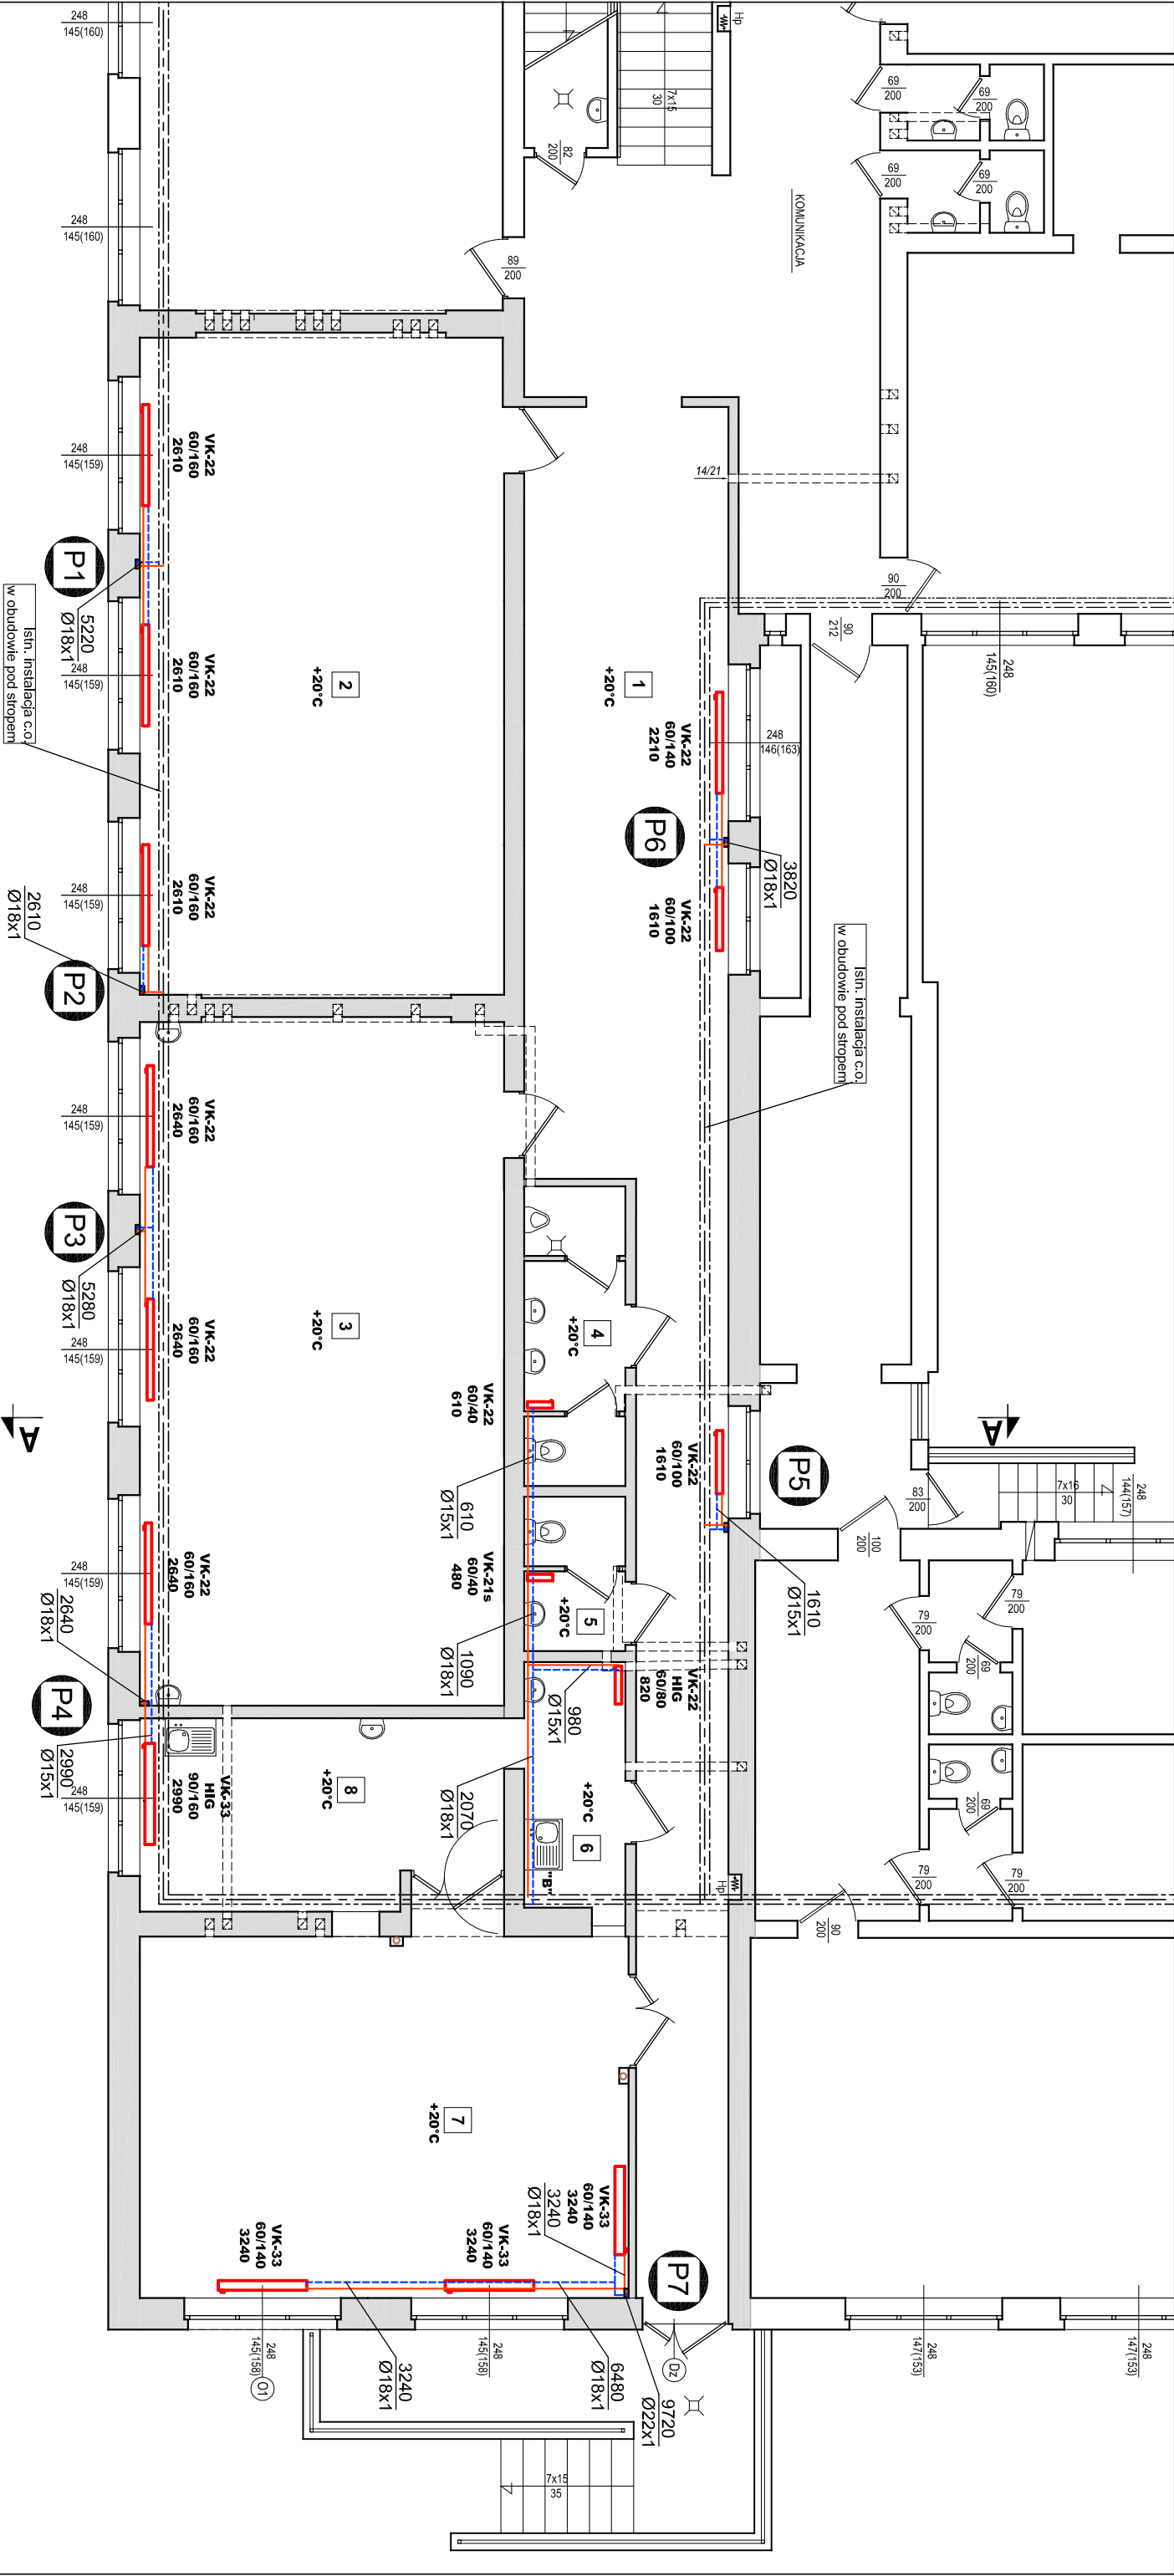 248
145(160)
Hp
7x15
30
69
200
69
200
82
200
69
200
69
200
KOMUNIKACJA
248
145(160)
89
200
14/21
VK-22
60/160
2610
248
145(159)
P1
5220
Ø18x1
Istn. instalacja c.o.
w obudowie pod stropem
90
200
90
212
248
145(160)
VK-22
60/160
2610
248
145(159)
2
+20°C
1
+20°C
VK-22
60/140
2210
248
146(163)
P6
3820
Ø18x1
VK-22
60/160
2610
248
145(159)
2610
Ø18x1
P2
VK-22
60/100
1610
Istn. instalacja c.o.
w obudowie pod stropem
VK-22
60/160
2640
248
145(159)
P3
5280
Ø18x1
VK-22
60/160
2640
248
145(159)
3
+20°C
4
+20°C
VK-22
60/40
610
610
Ø15x1
A
A
VK-22
60/100
1610
P5
1610
Ø15x1
83
200
7x16
30
248
144(157)
100
200
VK-22
60/160
2640
248
145(159)
2640
Ø18x1
P4
2990
Ø15x1
VK-21s
60/40
480
5
+20°C
1090
Ø18x1
VK-22
HIG
60/80
820
980
Ø15x1
79
200
79
200
69
200
VK-33
HIG
90/160
2990
248
145(159)
8
+20°C
2070
Ø18x1
+20°C
6
"B"
Hp
69
200
79
200
79
200
90
200
7
+20°C
VK-33
60/140
3240
3240
Ø18x1
VK-33
60/140
3240
VK-33
60/140
3240
P7
Dz
248
145(158)
O1
248
145(158)
3240
Ø18x1
6480
Ø18x1
9720
Ø22x1
248
147(153)
248
147(153)
7x15
35